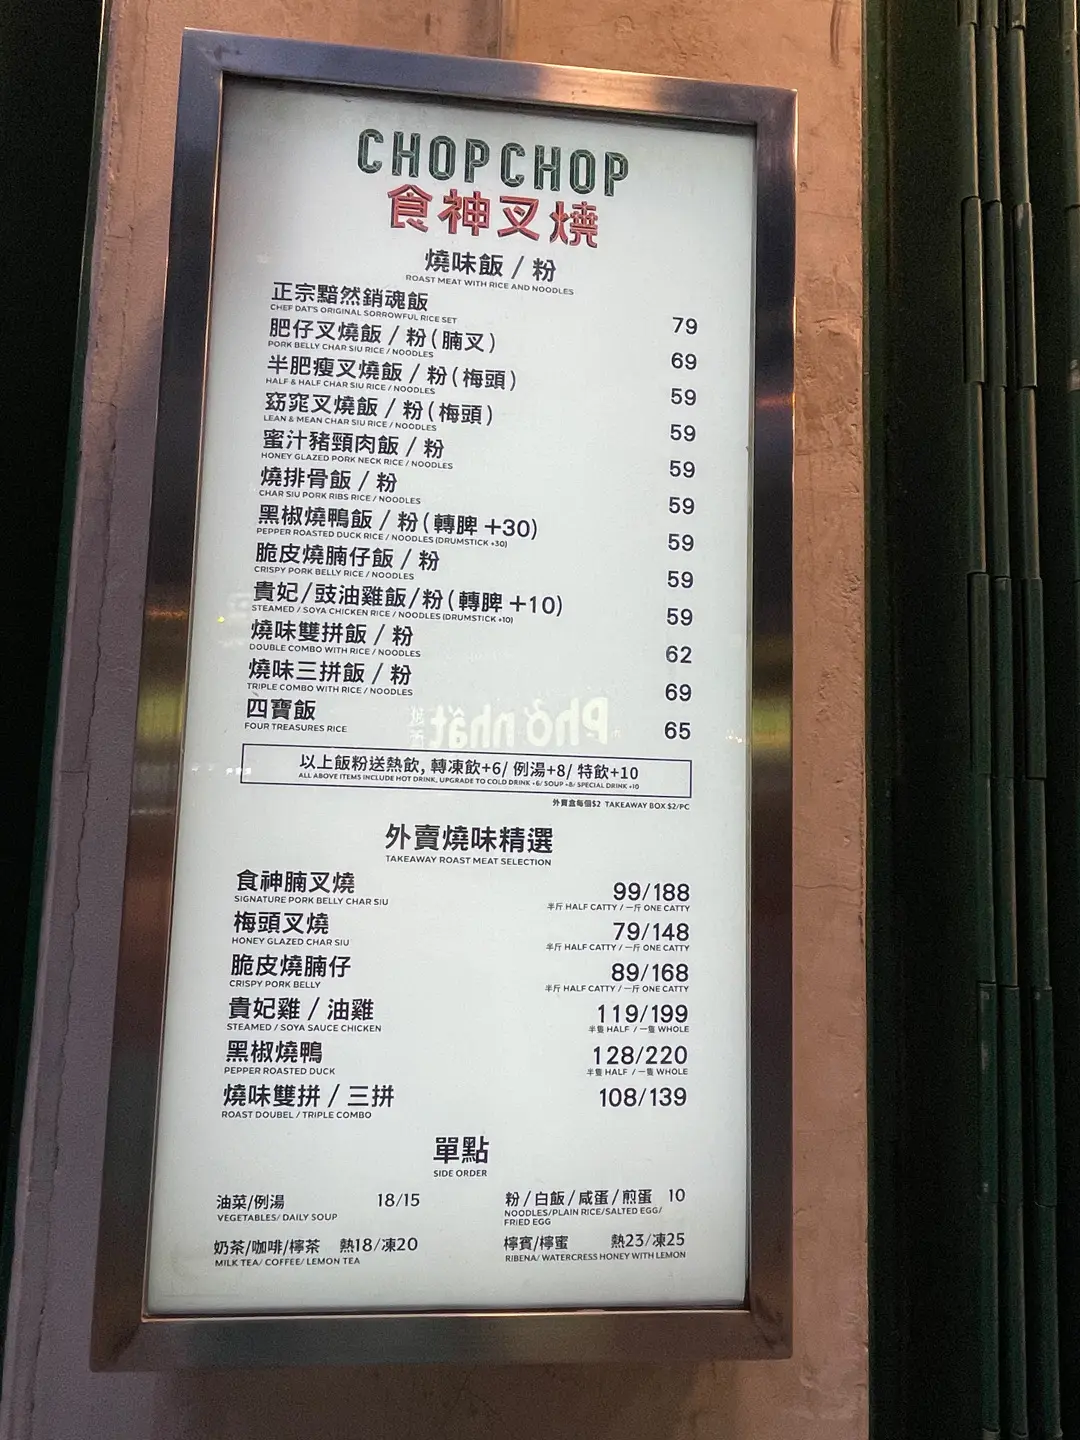 CHOPCHOP
食神叉燒
燒味飯 / 粉
ROAST MEAT WITH RICE AND NOODLES
正宗黯然銷魂飯
CHEF DAT'S ORIGINAL SORROWFUL RICE SET
79
肥仔叉燒飯 / 粉(腩叉)
PORK BELLY CHAR SIU RICE / NOODLES
69
半肥瘦叉燒飯 / 粉(梅頭)
HALF & HALF CHAR SIU RICE / NOODLES
59
窈窕叉燒飯 / 粉(梅頭)
LEAN & MEAN CHAR SIU RICE / NOODLES
59
蜜汁豬頸肉飯 / 粉
HONEY GLAZED PORK NECK RICE / NOODLES
59
燒排骨飯 / 粉
CHAR SIU PORK RIBS RICE / NOODLES
59
黑椒燒鴨飯 / 粉(轉脾 +30)
PEPPER ROASTED DUCK RICE / NOODLES (DRUMSTICK +30)
59
脆皮燒腩仔飯 / 粉
CRISPY PORK BELLY RICE / NOODLES
59
貴妃/豉油雞飯/粉(轉脾 +10)
STEAMED / SOYA CHICKEN RICE / NOODLES (DRUMSTICK +10)
59
燒味雙拼飯 / 粉
DOUBLE COMBO WITH RICE / NOODLES
62
燒味三拼飯 / 粉
TRIPLE COMBO WITH RICE / NOODLES
69
四寶飯
FOUR TREASURES RICE
65
以上飯粉送熱飲, 轉凍飲+6/ 例湯+8/ 特飲+10
ALL ABOVE ITEMS INCLUDE HOT DRINK, UPGRADE TO COLD DRINK +6/ SOUP +8/ SPECIAL DRINK +10
外賣盒每個$2 TAKEAWAY BOX $2/PC
外賣燒味精選
TAKEAWAY ROAST MEAT SELECTION
食神腩叉燒 99/188
SIGNATURE PORK BELLY CHAR SIU 半斤 HALF CATTY / 一斤 ONE CATTY
梅頭叉燒 79/148
HONEY GLAZED CHAR SIU 半斤 HALF CATTY / 一斤 ONE CATTY
脆皮燒腩仔 89/168
CRISPY PORK BELLY 半斤 HALF CATTY / 一斤 ONE CATTY
貴妃雞 / 油雞 119/199
STEAMED / SOYA SAUCE CHICKEN 半隻 HALF / 一隻 WHOLE
黑椒燒鴨 128/220
PEPPER ROASTED DUCK 半隻 HALF / 一隻 WHOLE
燒味雙拼 / 三拼 108/139
ROAST DOUBEL / TRIPLE COMBO
單點
SIDE ORDER
油菜/例湯 18/15
VEGETABLES/ DAILY SOUP
粉/白飯/咸蛋/煎蛋 10
NOODLES/PLAIN RICE/SALTED EGG/
FRIED EGG
奶茶/咖啡/檸茶 熱18/凍20
MILK TEA/ COFFEE/ LEMON TEA
檸賓/檸蜜 熱23/凍25
RIBENA/ WATERCRESS HONEY WITH LEMON
Phở nhật